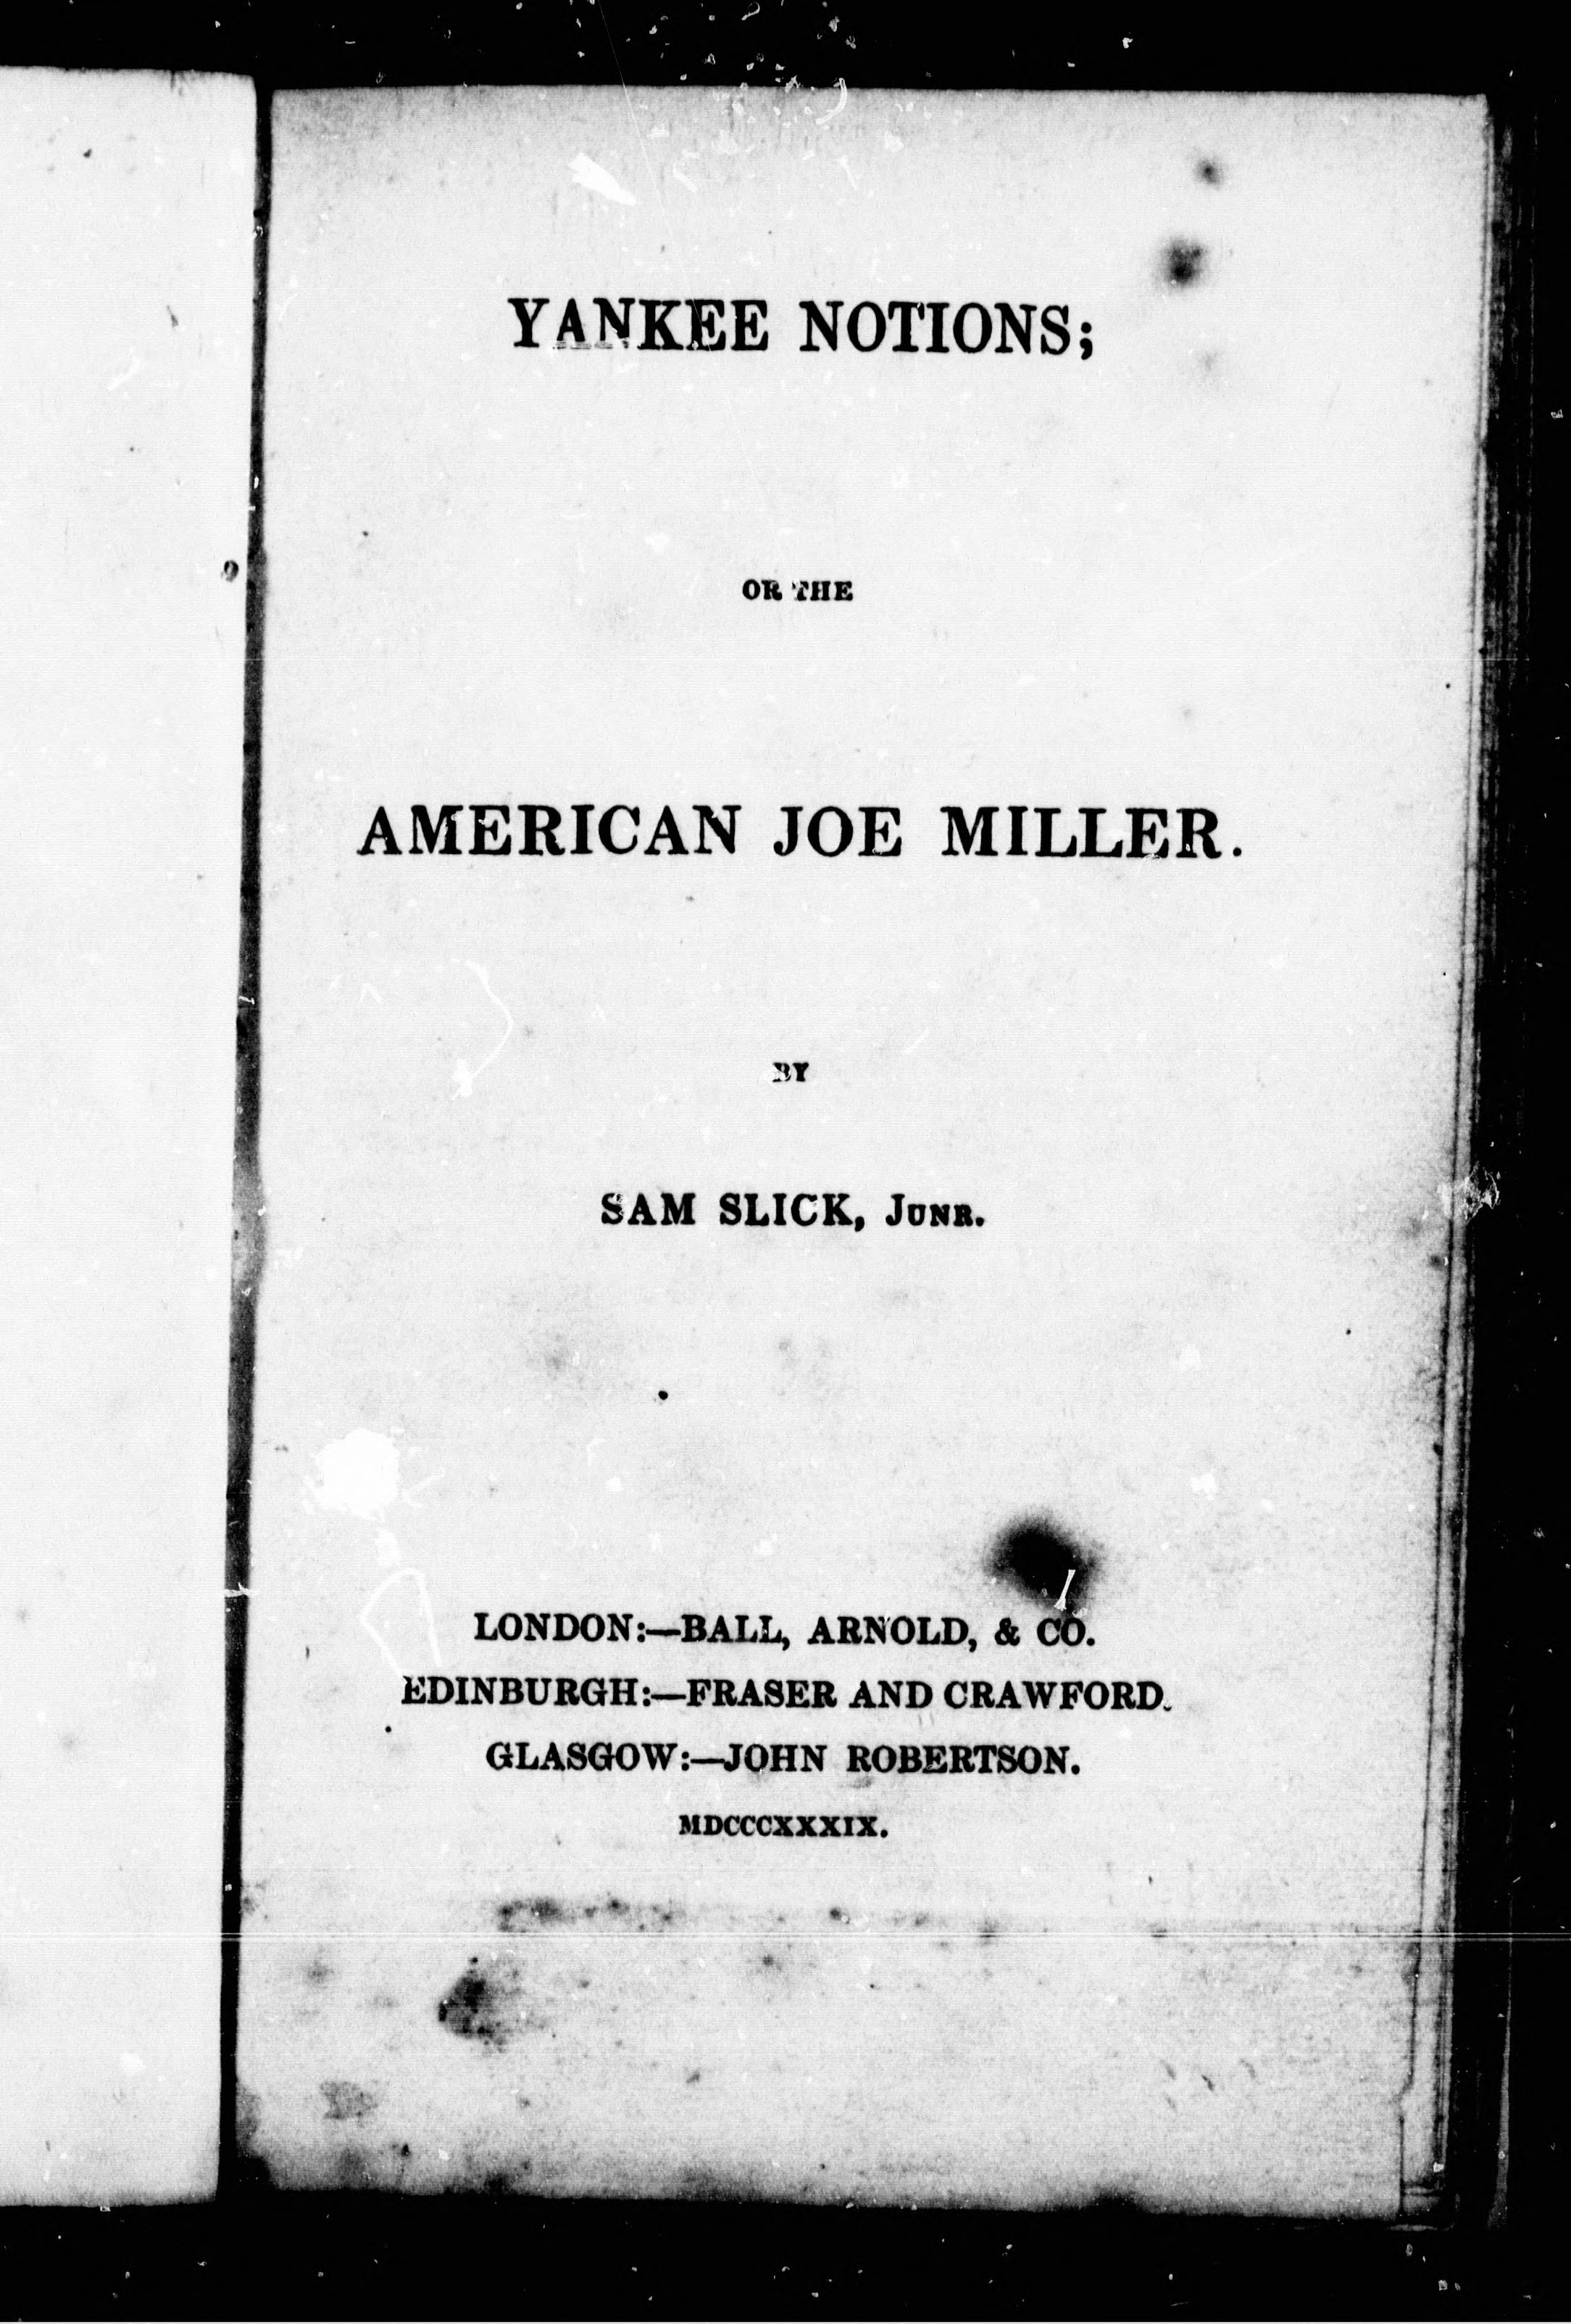 YANKEE NOTIONS;
OR THE
AMERICAN JOE MILLER.
BY
SAM SLICK, JUNR.
LONDON:—BALL, ARNOLD, & CO.
EDINBURGH:—FRASER AND CRAWFORD.
GLASGOW:—JOHN ROBERTSON.
MDCCCXXXIX.